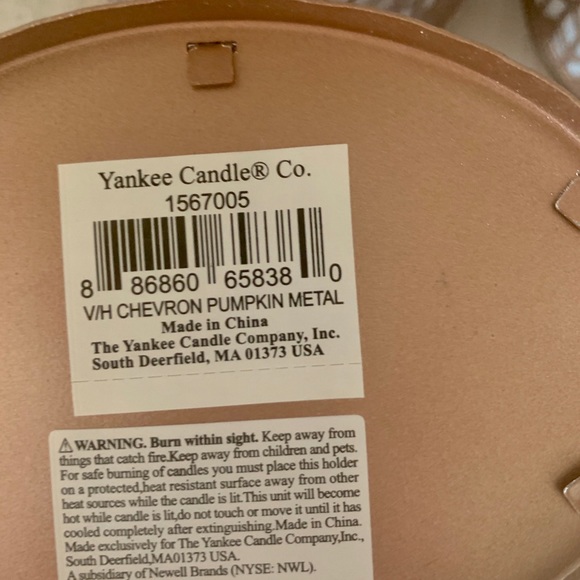 Yankee Candle® Co.
1567005
8 86860 65838 0
V/H CHEVRON PUMPKIN METAL
Made in China
The Yankee Candle Company, Inc.
South Deerfield, MA 01373 USA
⚠WARNING. Burn within sight. Keep away from
things that catch fire.Keep away from children and pets.
For safe burning of candles you must place this holder
on a protected,heat resistant surface away from other
heat sources while the candle is lit.This unit will become
hot while candle is lit,do not touch or move it until it has
cooled completely after extinguishing.Made in China.
Made exclusively for The Yankee Candle Company,Inc.,
South Deerfield,MA01373 USA.
A subsidiary of Newell Brands (NYSE: NWL).